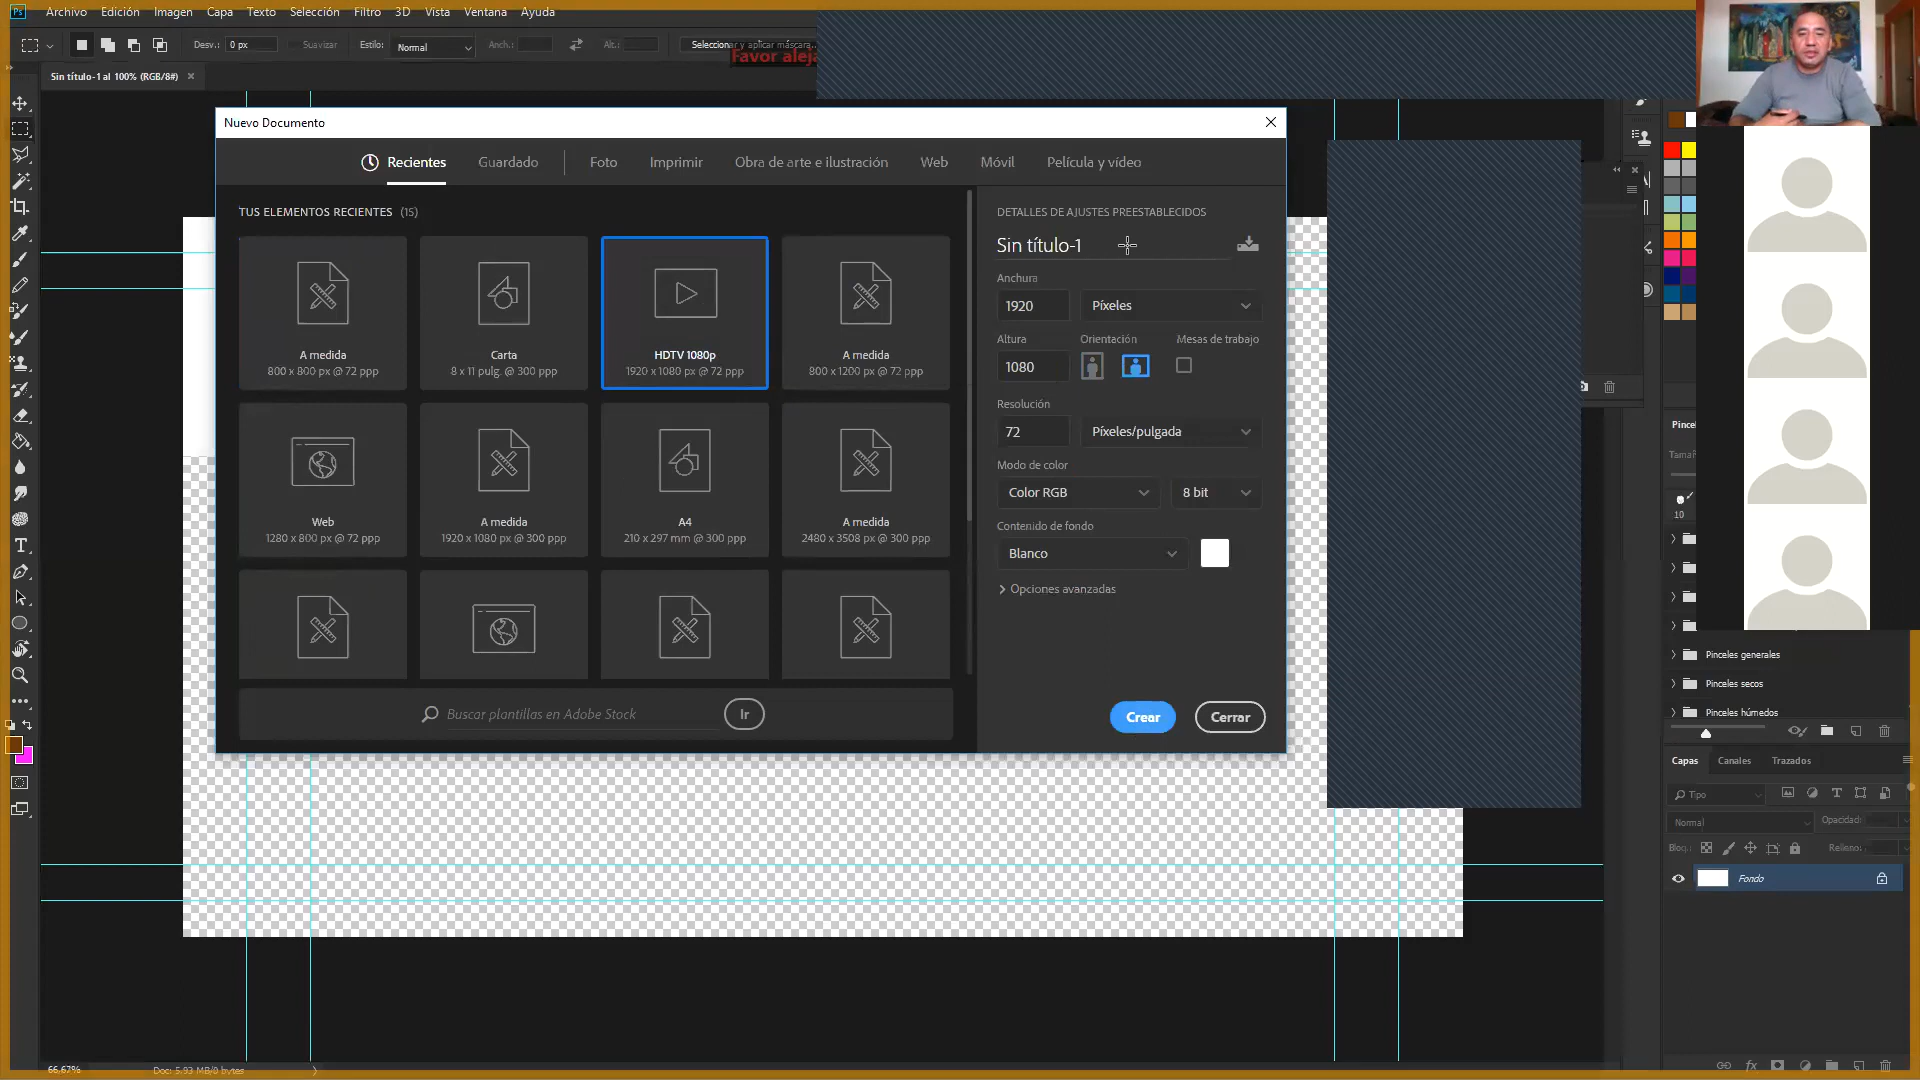 Ps Archivo Edición Imagen Capa Texto Selección Filtro 3D Vista Ventana Ayuda
Desv.: 0 px Suavizar Estilo: Normal Anch.: Alt.: Seleccionar y aplicar máscara...
Favor aleja
Sin título-1 al 100% (RGB/8#) ×
Nuevo Documento
Recientes Guardado Foto Imprimir Obra de arte e ilustración Web Móvil Película y vídeo
TUS ELEMENTOS RECIENTES (15)
A medida
800 x 800 px @ 72 ppp
Carta
8 x 11 pulg. @ 300 ppp
HDTV 1080p
1920 x 1080 px @ 72 ppp
A medida
800 x 1200 px @ 72 ppp
Web
1280 x 800 px @ 72 ppp
A medida
1920 x 1080 px @ 300 ppp
A4
210 x 297 mm @ 300 ppp
A medida
2480 x 3508 px @ 300 ppp
Buscar plantillas en Adobe Stock
Ir
DETALLES DE AJUSTES PREESTABLECIDOS
Sin título-1
Anchura
1920 Píxeles
Altura Orientación Mesas de trabajo
1080
Resolución
72 Píxeles/pulgada
Modo de color
Color RGB 8 bit
Contenido de fondo
Blanco
Opciones avanzadas
Crear Cerrar
Pincel
Tamañ
10
Pinceles generales
Pinceles secos
Pinceles húmedos
Capas Canales Trazados
Tipo
Normal Opacidad:
Bloq.: Relleno:
Fondo
66,67% Doc: 5,93 MB/0 bytes